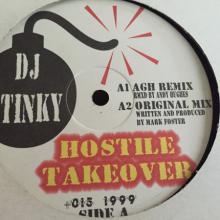 DJ
TINKY
A1 AGH REMIX
RMXED BY ANDY HUGHES
A2 ORIGINAL MIX
WRITTEN AND PRODUCED
BY MARK FOSTER
HOSTILE
TAKEOVER
+015 1999
SIDE A